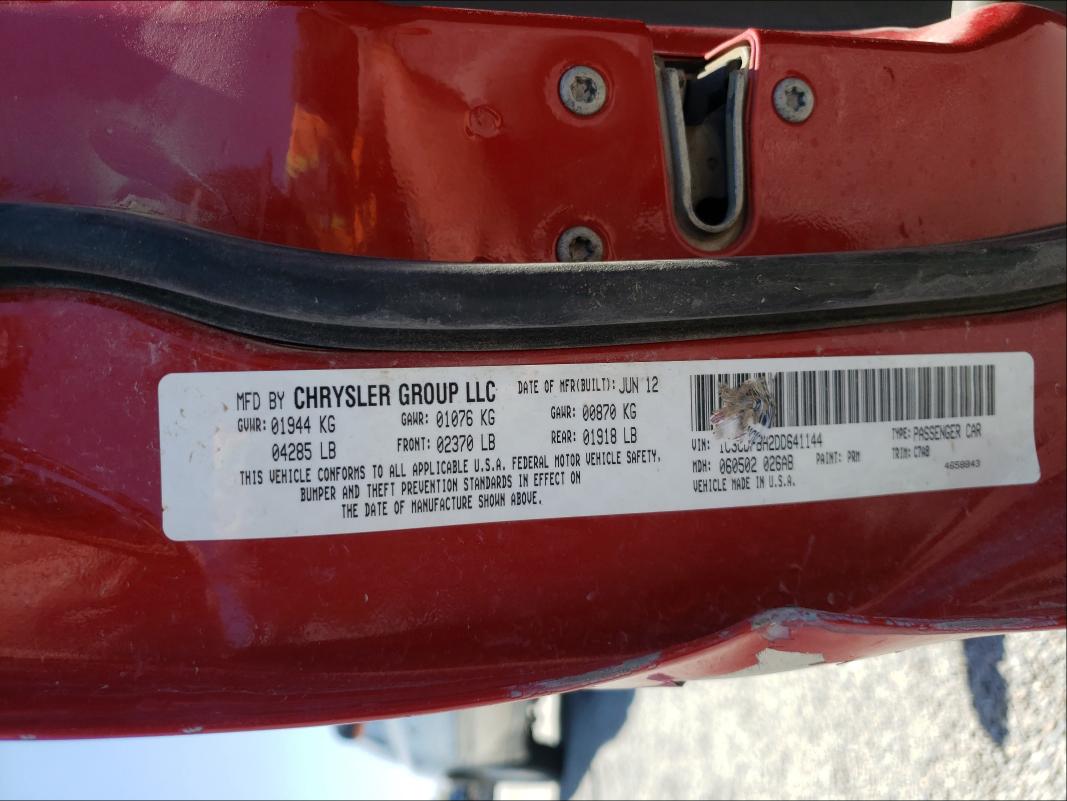 MFD BY CHRYSLER GROUP LLC DATE OF MFR(BUILT): JUN 12
GVWR: 01944 KG GAWR: 01076 KG GAWR: 00870 KG
04285 LB FRONT: 02370 LB REAR: 01918 LB
THIS VEHICLE CONFORMS TO ALL APPLICABLE U.S.A. FEDERAL MOTOR VEHICLE SAFETY,
BUMPER AND THEFT PREVENTION STANDARDS IN EFFECT ON
THE DATE OF MANUFACTURE SHOWN ABOVE.
VIN: TYPE: PASSENGER CAR
MDH: 060502 026AB PAINT: PRM TRIM: C7A8
VEHICLE MADE IN U.S.A. 4658843